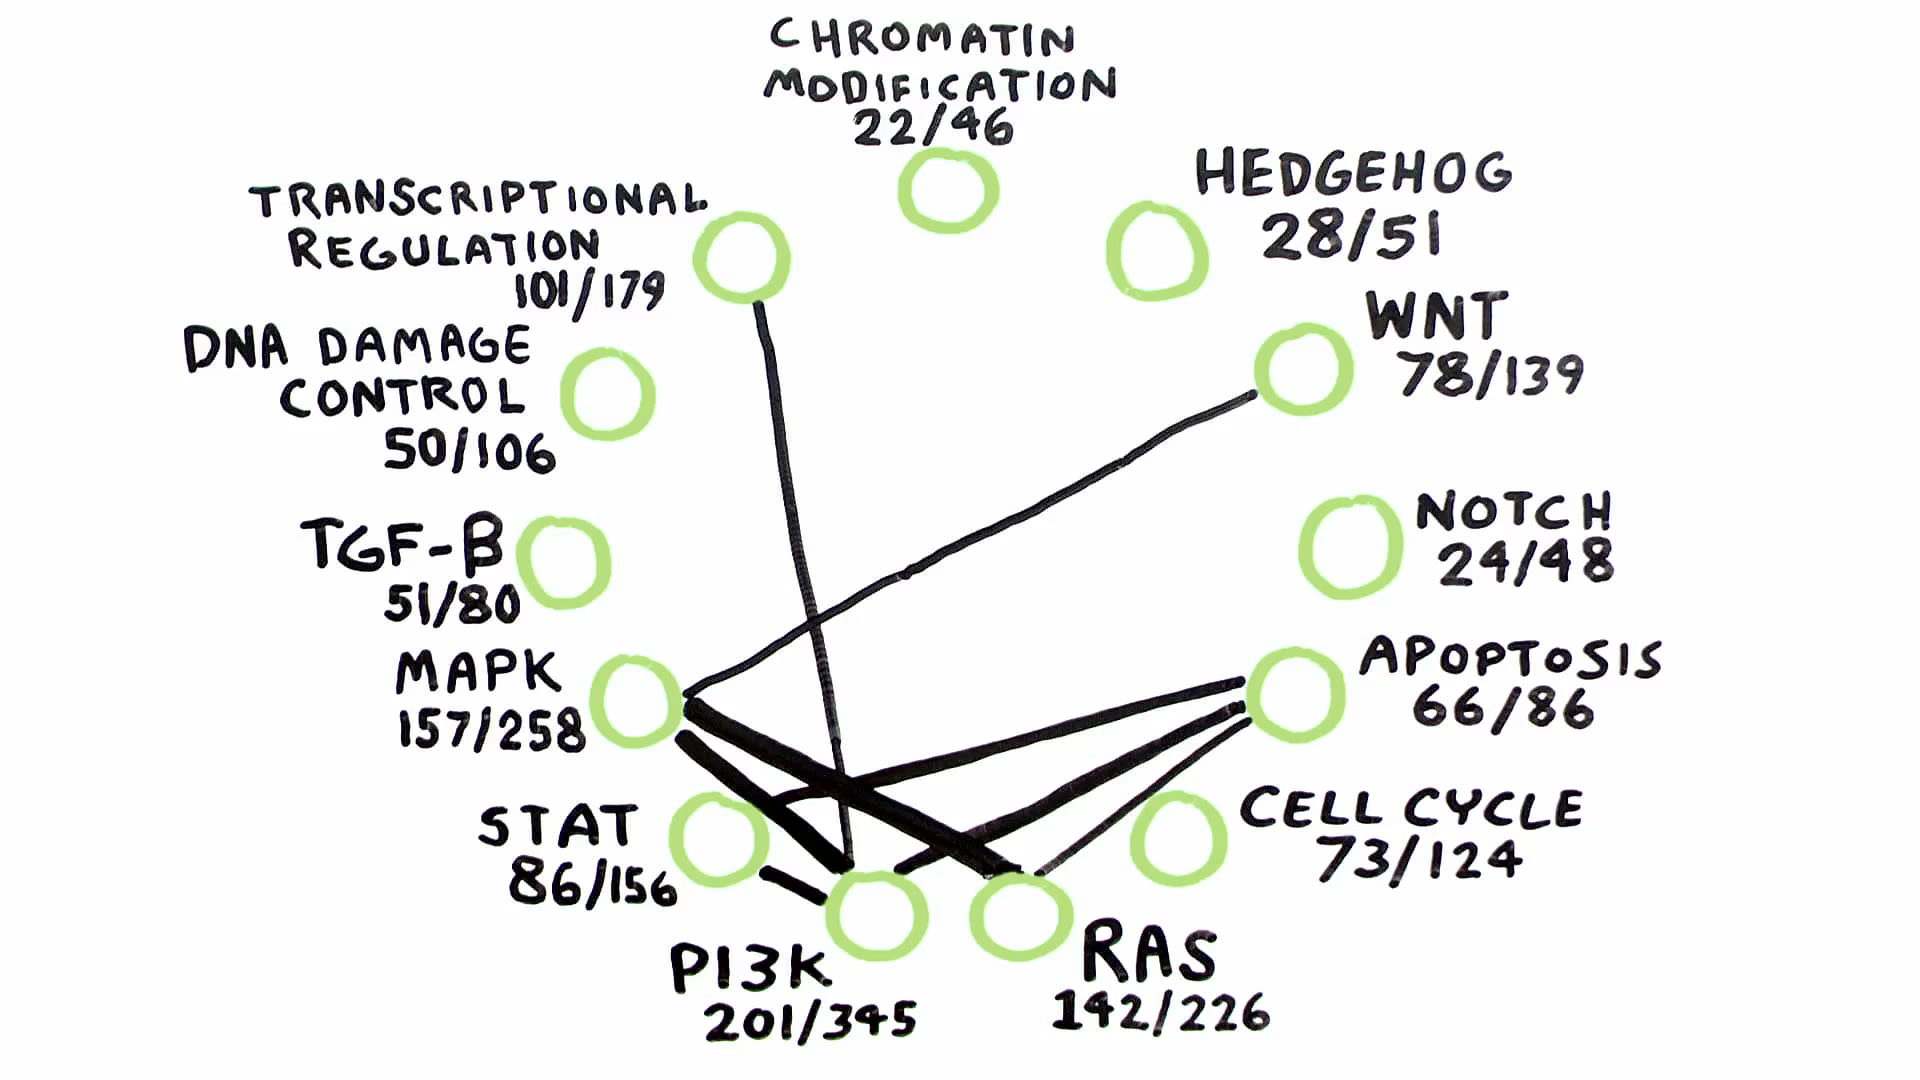 CHROMATIN
MODIFICATION
22/46
HEDGEHOG
28/51
TRANSCRIPTIONAL
REGULATION
101/179
WNT
78/139
DNA DAMAGE
CONTROL
50/106
NOTCH
24/48
TGF-β
51/80
APOPTOSIS
66/86
MAPK
157/258
CELL CYCLE
73/124
STAT
86/156
PI3K
201/345
RAS
142/226